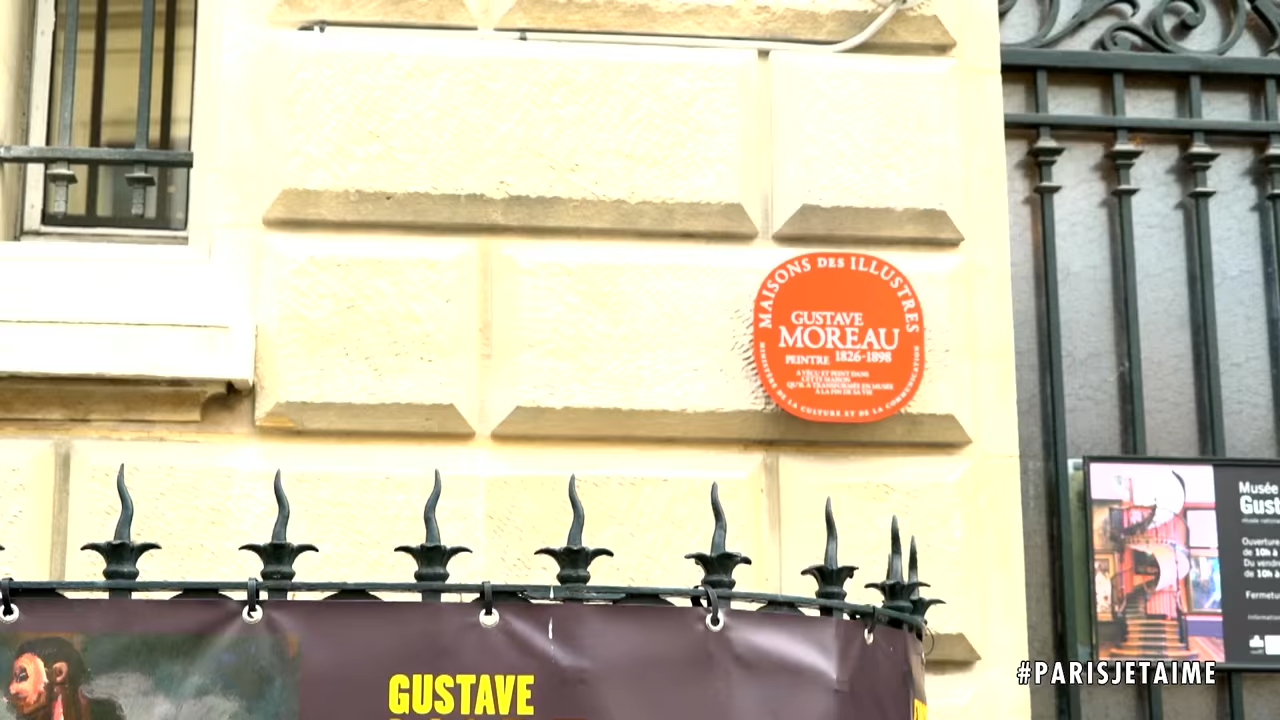 MAISONS DES ILLUSTRES
GUSTAVE
MOREAU
PEINTRE 1826-1898
A VÉCU ET PEINT DANS
CETTE MAISON
QU'IL A TRANSFORMÉE EN MUSÉE
A LA FIN DE SA VIE
MINISTÈRE DE LA CULTURE ET DE LA COMMUNICATION
Musée
Gust
Ouverture
de 10h à
Du vendre
de 10h à
Fermetu
GUSTAVE
#PARISJETAIME